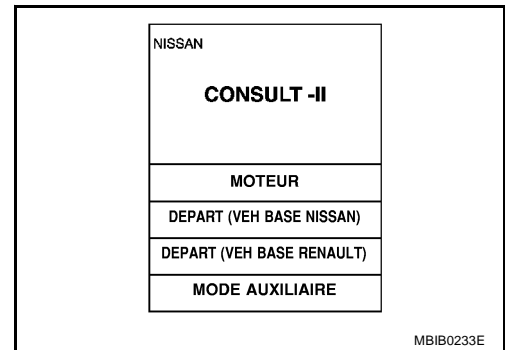 NISSAN
CONSULT -II
MOTEUR
DEPART (VEH BASE NISSAN)
DEPART (VEH BASE RENAULT)
MODE AUXILIAIRE
MBIB0233E